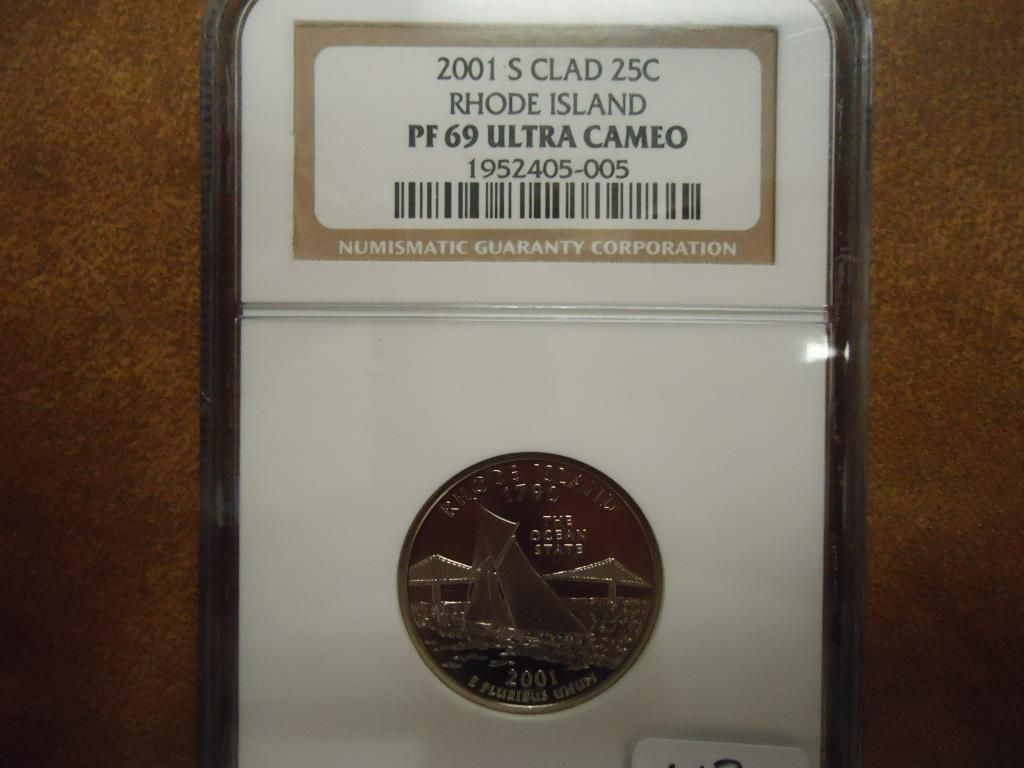 2001 S CLAD 25C
RHODE ISLAND
PF 69 ULTRA CAMEO
1952405-005
NUMISMATIC GUARANTY CORPORATION
RHODE ISLAND
1790
THE
OCEAN
STATE
2001
E PLURIBUS UNUM